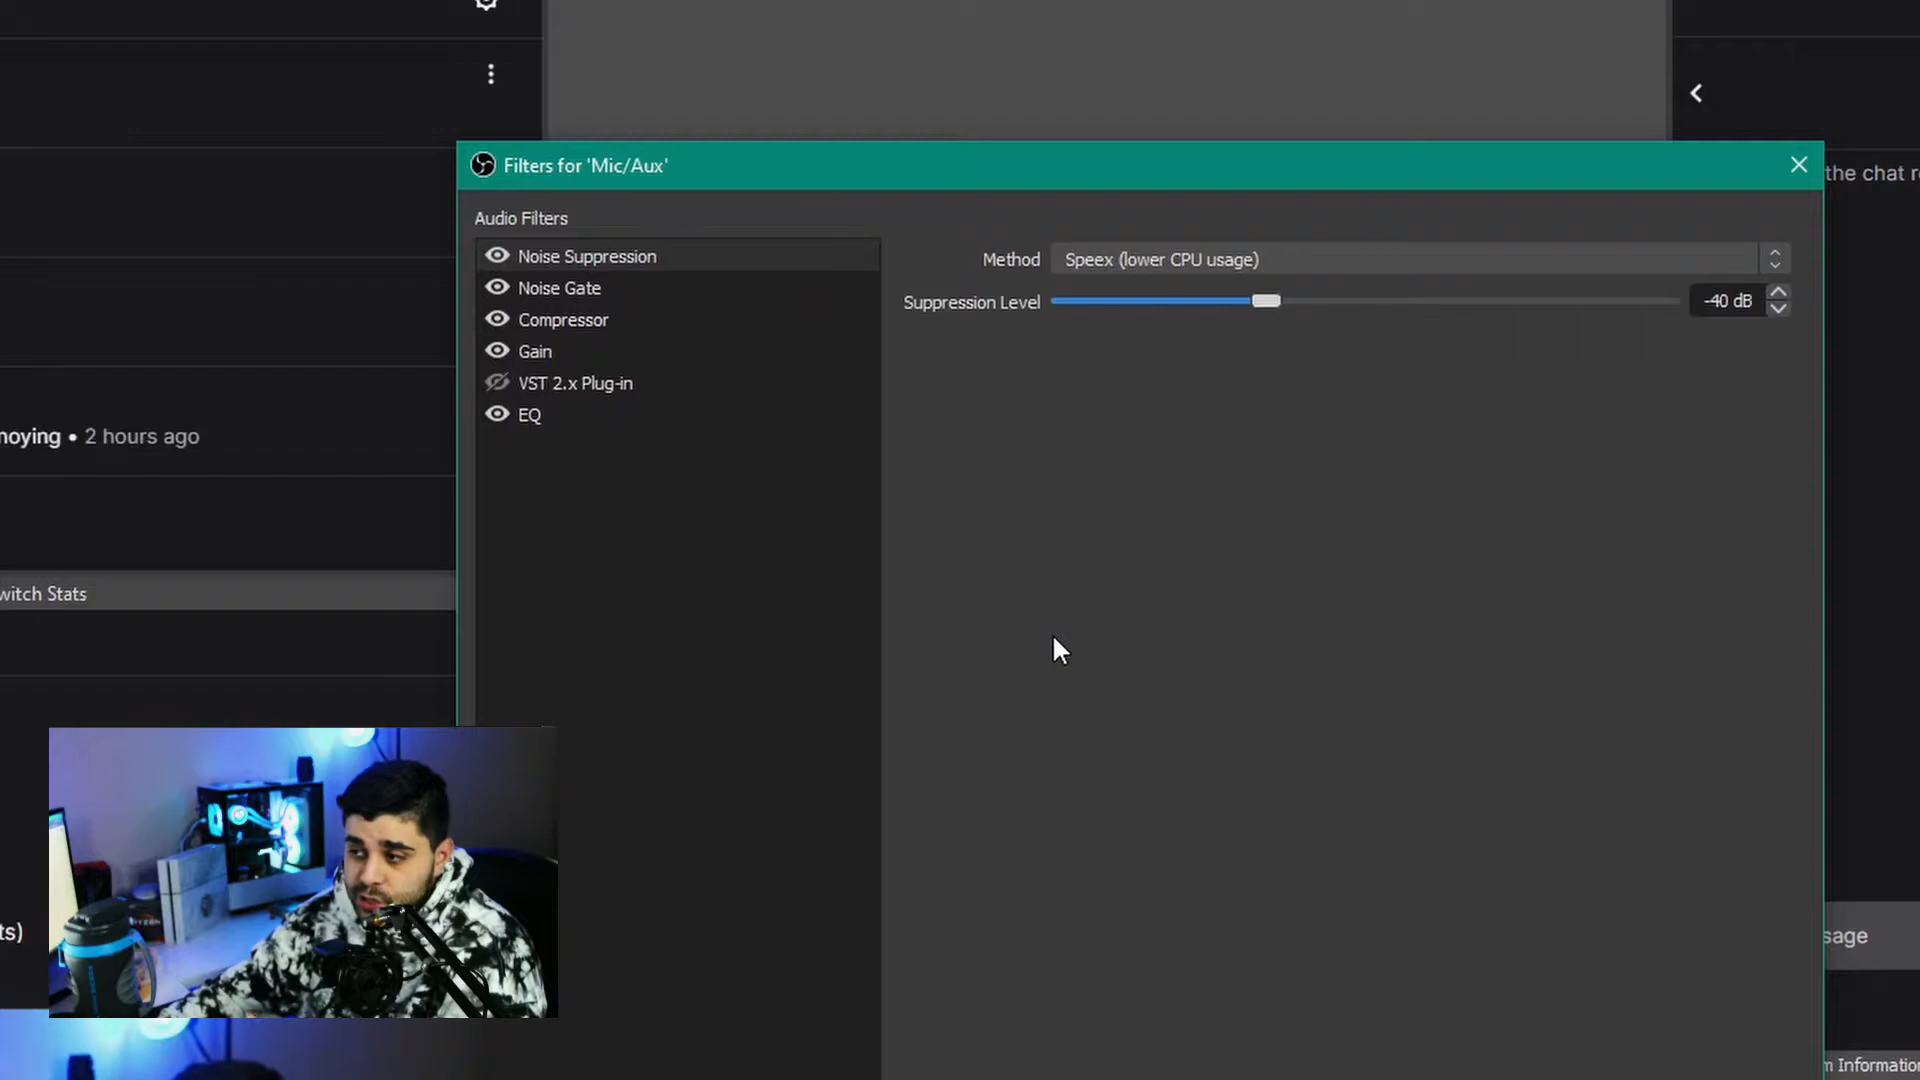 Filters for 'Mic/Aux'
the chat r
Audio Filters
Noise Suppression
Noise Gate
Compressor
Gain
VST 2.x Plug-in
EQ
Method
Speex (lower CPU usage)
Suppression Level
-40 dB
noying • 2 hours ago
witch Stats
ts)
sage
m Information